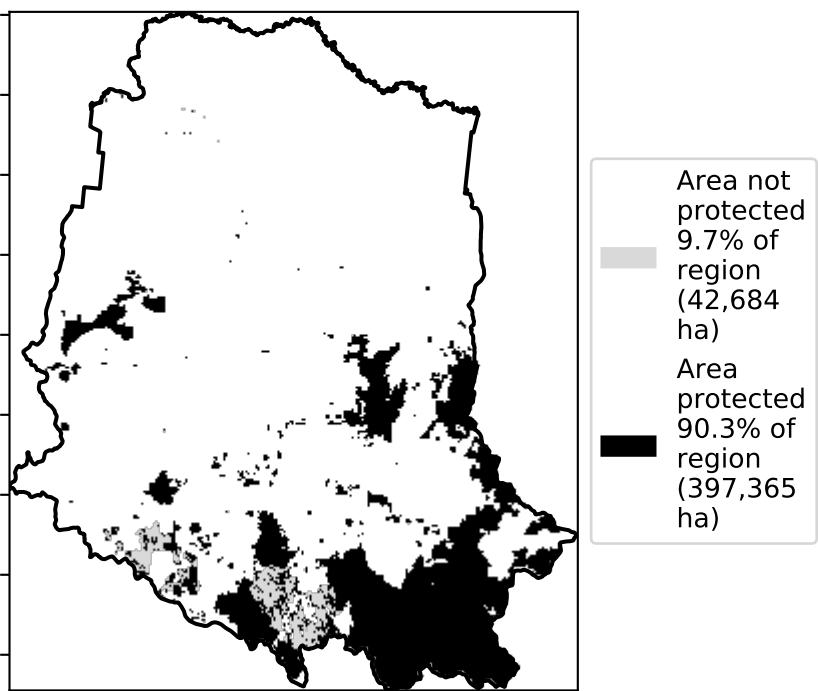 Area not
protected
9.7% of
region
(42,684
ha)
Area
protected
90.3% of
region
(397,365
ha)